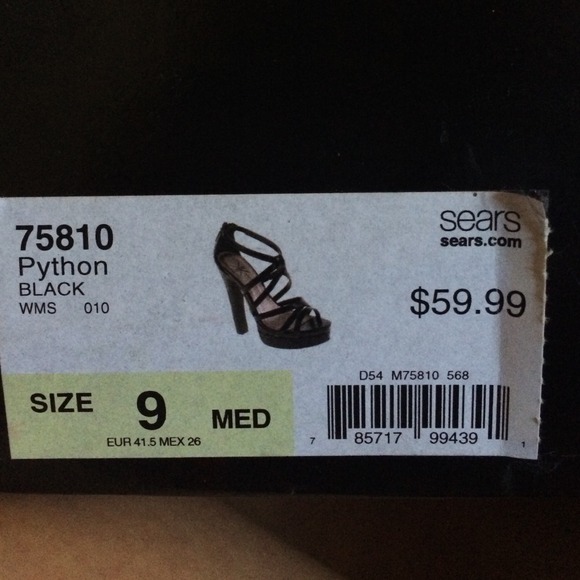 75810
Python
BLACK
WMS 010
sears
sears.com
$59.99
SIZE 9 MED
EUR 41.5 MEX 26
D54 M75810 568
7 85717 99439 1